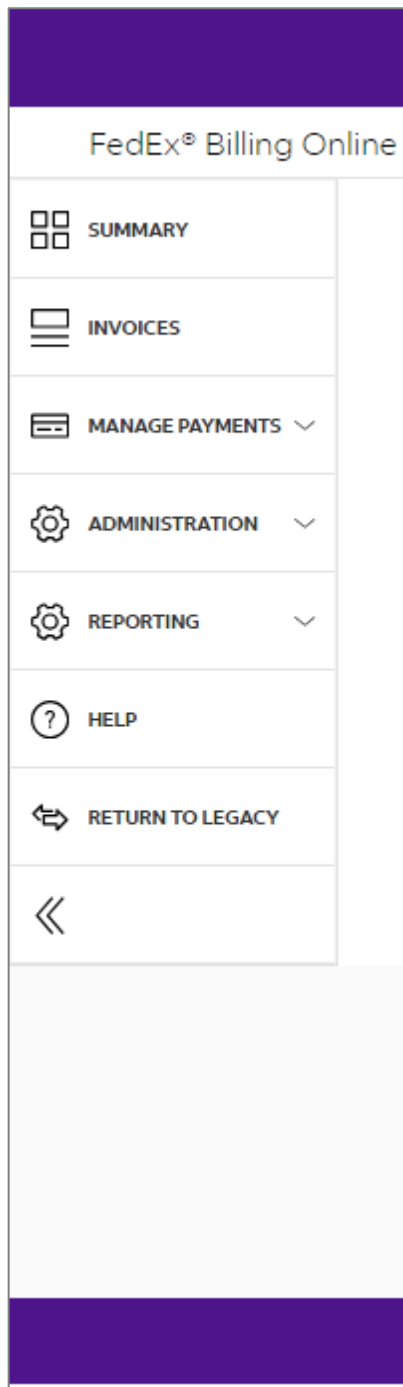 FedEx® Billing Online
SUMMARY
INVOICES
MANAGE PAYMENTS
ADMINISTRATION
REPORTING
? HELP
RETURN TO LEGACY